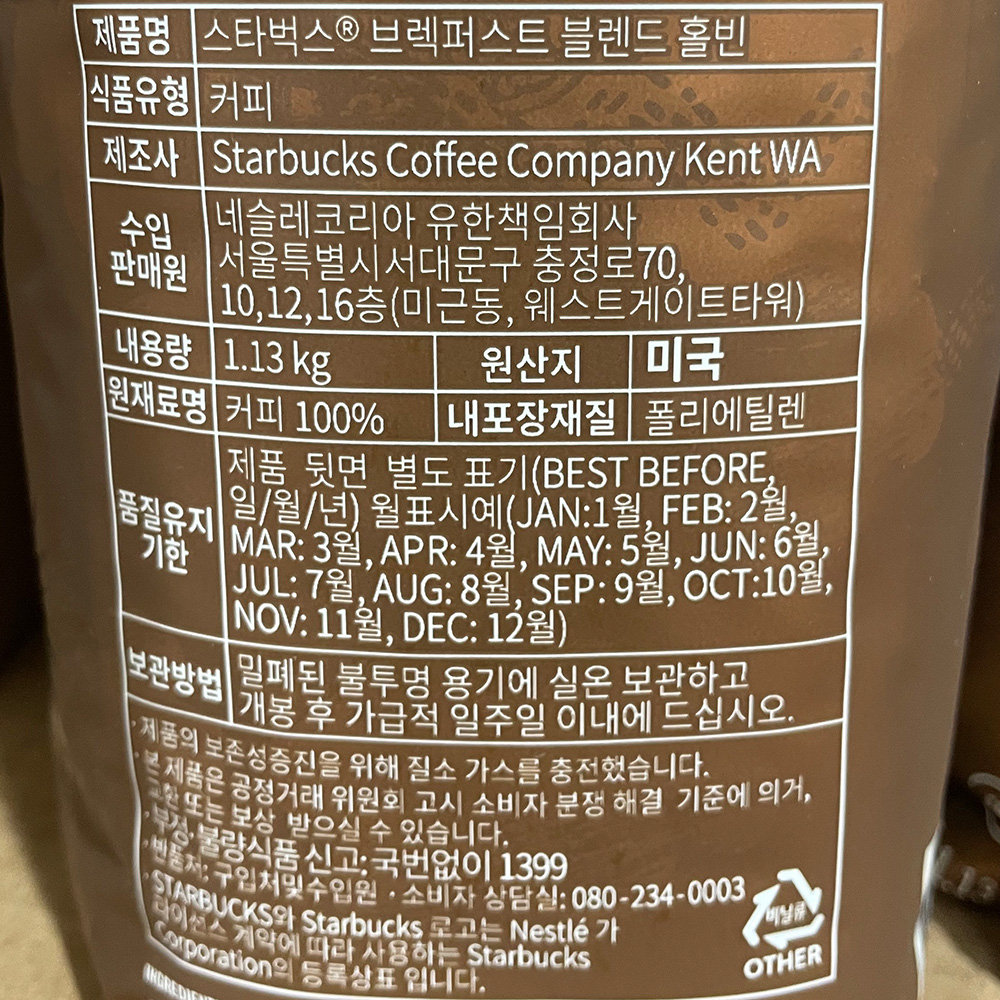 제품명 스타벅스® 브렉퍼스트 블렌드 홀빈
식품유형 커피
제조사 Starbucks Coffee Company Kent WA
수입
판매원
네슬레코리아 유한책임회사
서울특별시서대문구 충정로70,
10,12,16층(미근동, 웨스트게이트타워)
내용량 1.13 kg 원산지 미국
원재료명 커피 100% 내포장재질 폴리에틸렌
품질유지
기한
제품 뒷면 별도 표기(BEST BEFORE,
일/월/년) 월표시예(JAN:1월, FEB: 2월,
MAR: 3월, APR: 4월, MAY: 5월, JUN: 6월,
JUL: 7월, AUG: 8월, SEP: 9월, OCT:10월,
NOV: 11월, DEC: 12월)
보관방법
밀폐된 불투명 용기에 실온 보관하고
개봉 후 가급적 일주일 이내에 드십시오.
· 제품의 보존성증진을 위해 질소 가스를 충전했습니다.
· 본 제품은 공정거래 위원회 고시 소비자 분쟁 해결 기준에 의거,
교환 또는 보상 받으실 수 있습니다.
· 부정·불량식품 신고: 국번없이 1399
· 반품처: 구입처및수입원 · 소비자 상담실: 080-234-0003
· STARBUCKS와 Starbucks 로고는 Nestlé 가
라이선스 계약에 따라 사용하는 Starbucks
Corporation의 등록상표 입니다.
비닐류
OTHER